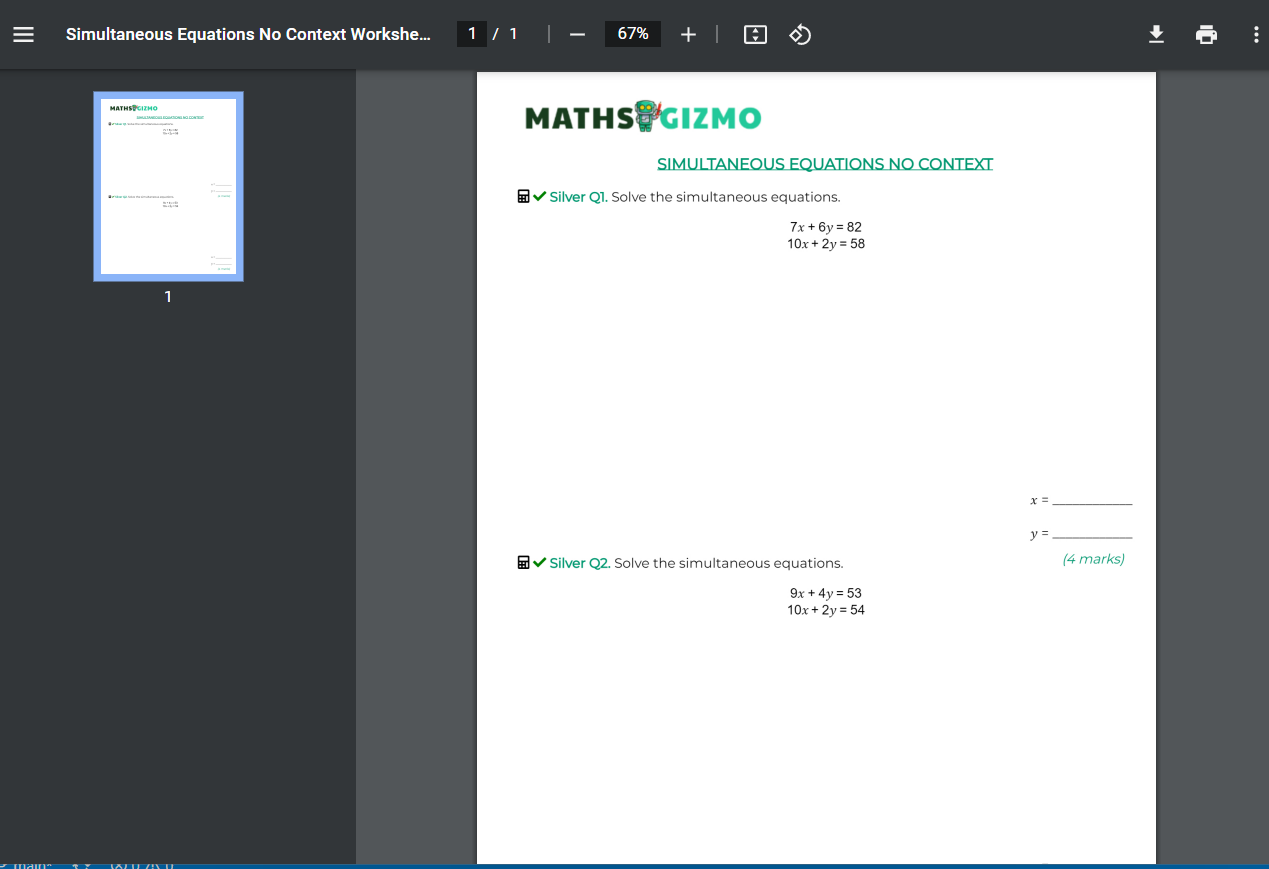 Simultaneous Equations No Context Workshe...
1 / 1
67%
1
MATHS GIZMO
SIMULTANEOUS EQUATIONS NO CONTEXT
Silver Q1. Solve the simultaneous equations.
7x + 6y = 82
10x + 2y = 58
x = ___________
y = ___________
(4 marks)
Silver Q2. Solve the simultaneous equations.
9x + 4y = 53
10x + 2y = 54